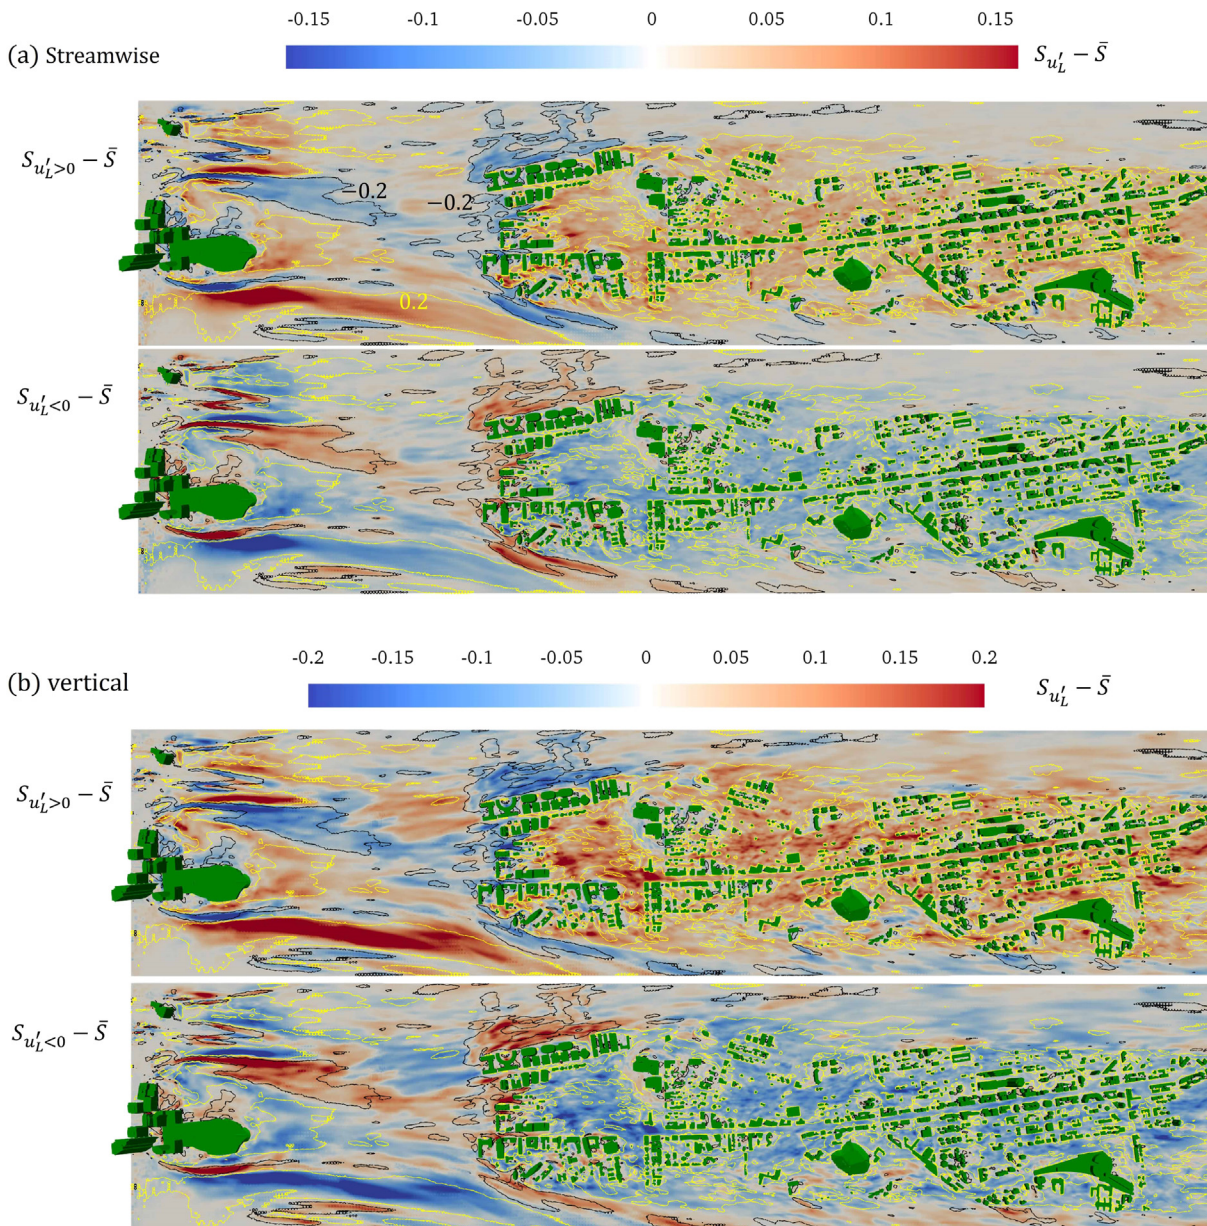 -0.15 -0.1 -0.05 0 0.05 0.1 0.15
(a) Streamwise
S_{u'_L} − S̄
S_{u'_L>0} − S̄
−0.2
−0.2
0.2
S_{u'_L<0} − S̄
-0.2 -0.15 -0.1 -0.05 0 0.05 0.1 0.15 0.2
(b) vertical
S_{u'_L} − S̄
S_{u'_L>0} − S̄
S_{u'_L<0} − S̄